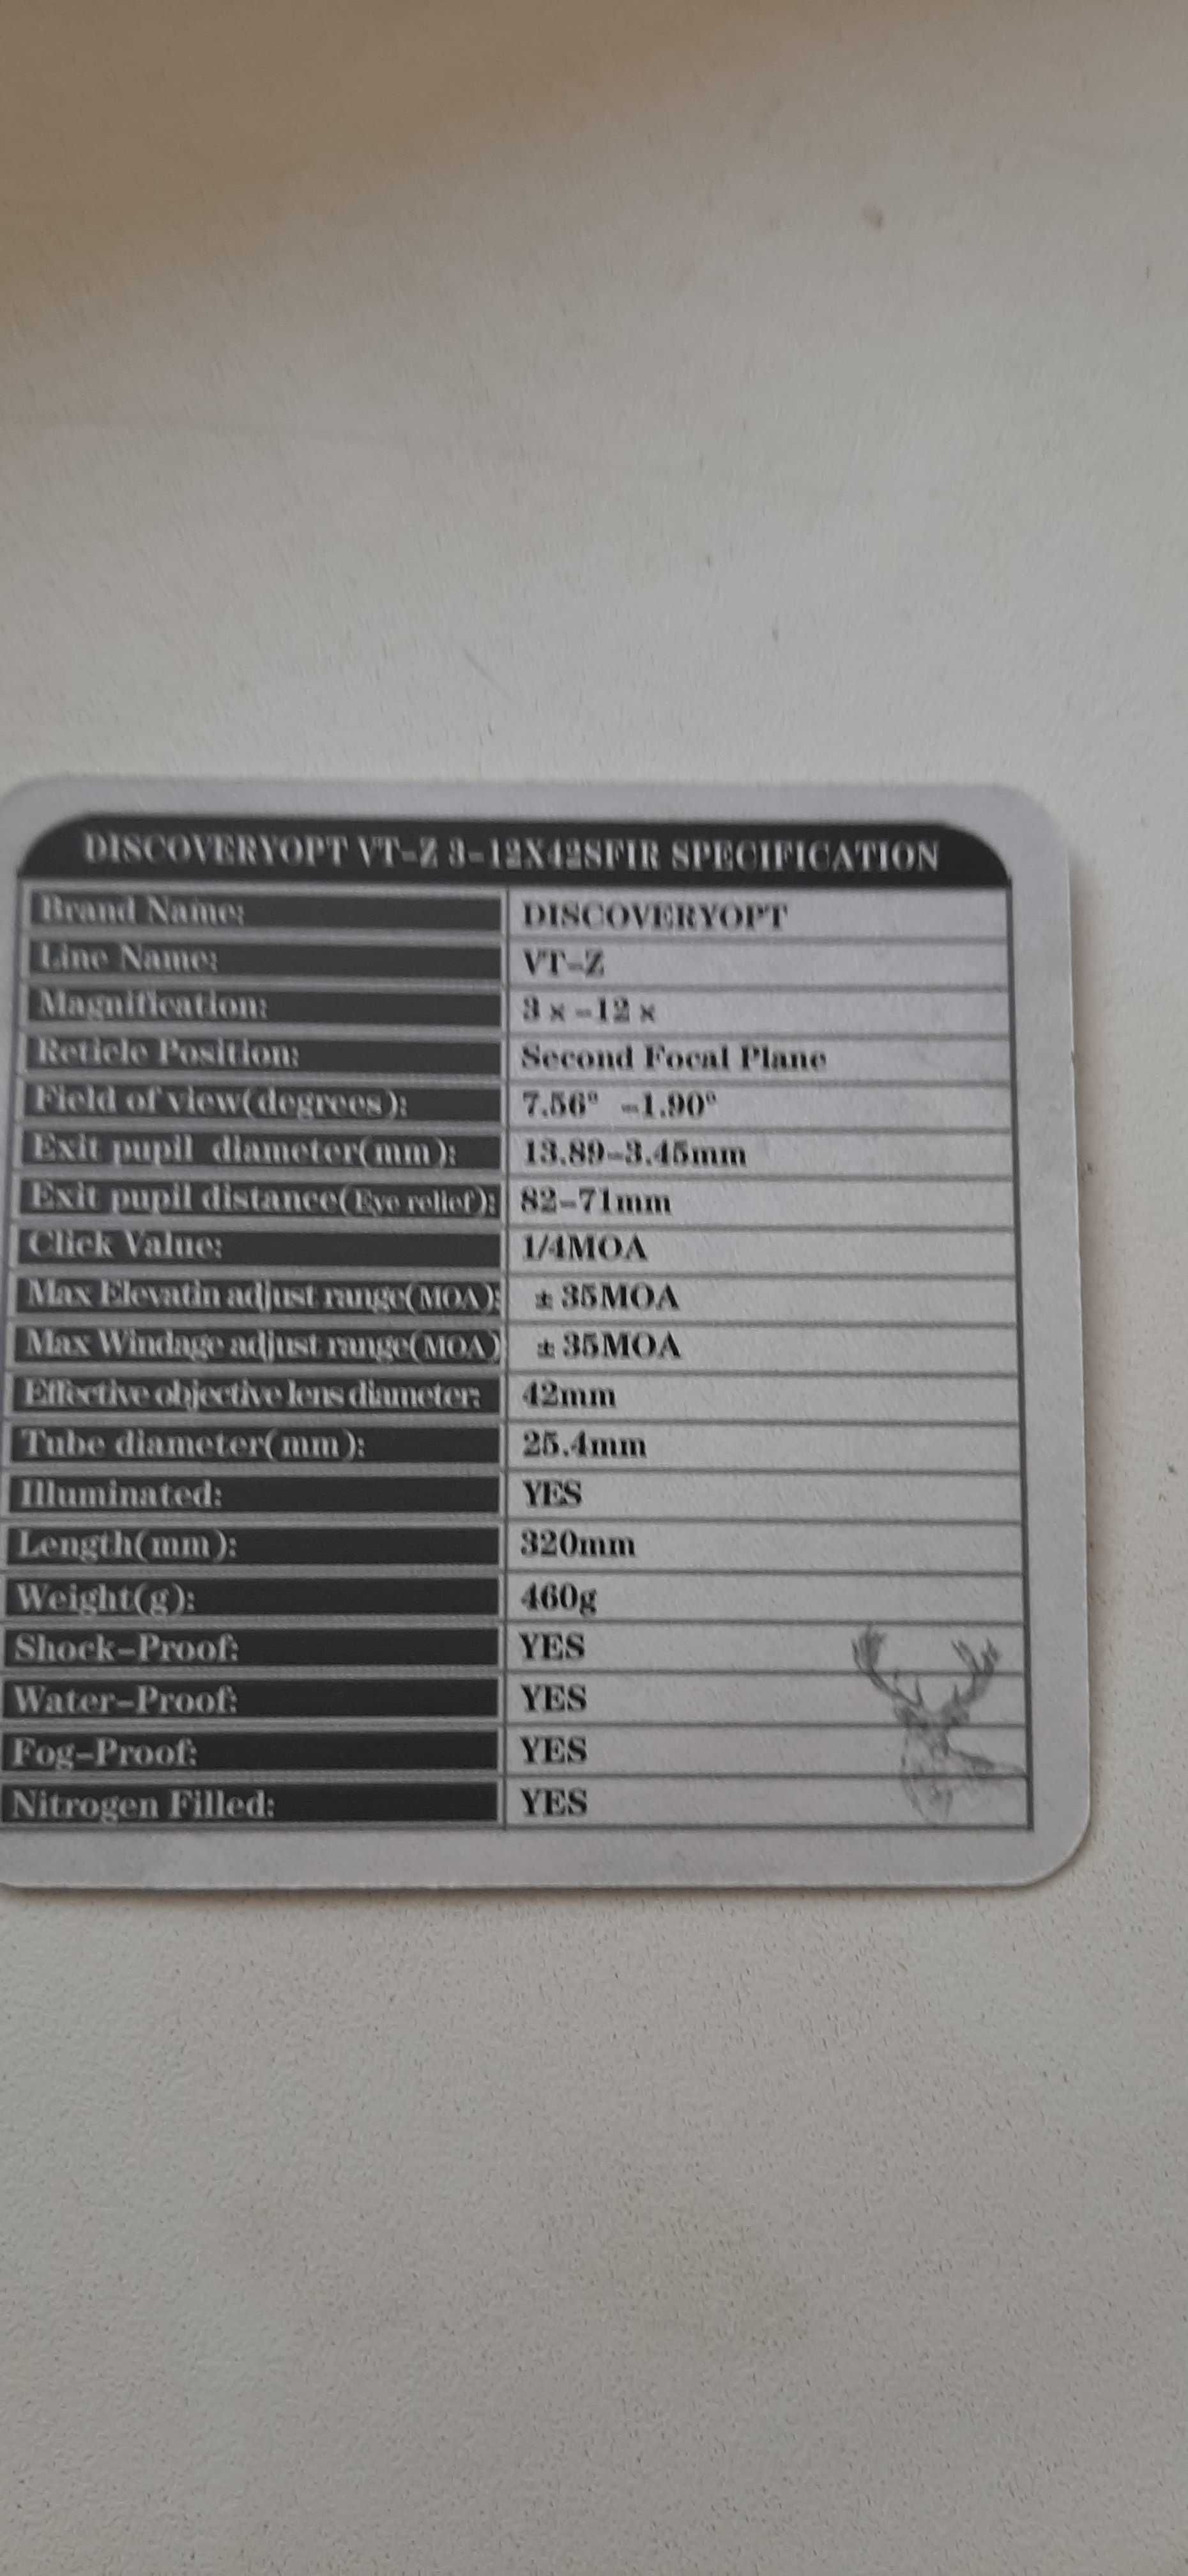 DISCOVERYOPT VT-Z 3-12X42SFIR SPECIFICATION
Brand Name: DISCOVERYOPT
Line Name: VT-Z
Magnification: 3 x -12 x
Reticle Position: Second Focal Plane
Field of view(degrees): 7.56° -1.90°
Exit pupil diameter(mm): 13.89-3.45mm
Exit pupil distance(Eye relief): 82-71mm
Click Value: 1/4MOA
Max Elevatin adjust range(MOA): ± 35MOA
Max Windage adjust range(MOA) ± 35MOA
Effective objective lens diameter: 42mm
Tube diameter(mm): 25.4mm
Illuminated: YES
Length(mm): 320mm
Weight(g): 460g
Shock-Proof: YES
Water-Proof: YES
Fog-Proof: YES
Nitrogen Filled: YES